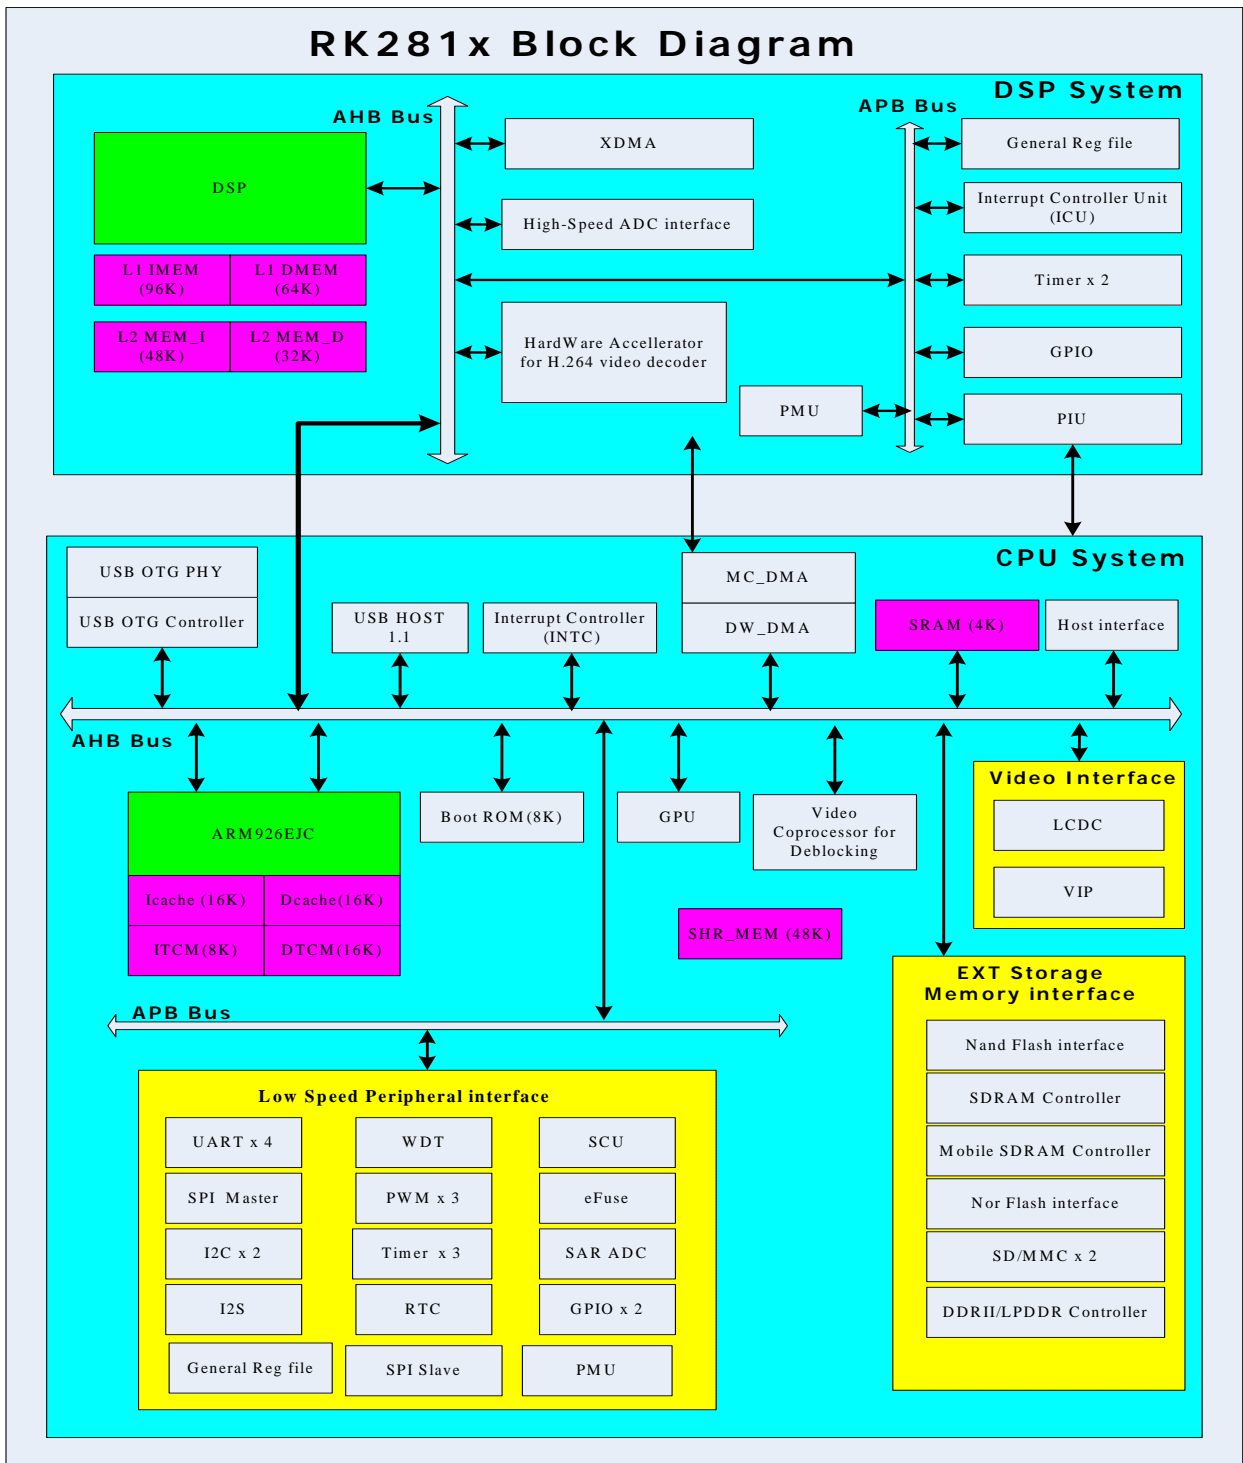 RK281x Block Diagram
DSP System
AHB Bus
APB Bus
DSP
L1 IMEM
(96K)
L1 DMEM
(64K)
L2 MEM_I
(48K)
L2 MEM_D
(32K)
XDMA
High-Speed ADC interface
HardWare Accellerator
for H.264 video decoder
PMU
General Reg file
Interrupt Controller Unit
(ICU)
Timer x 2
GPIO
PIU
CPU System
USB OTG PHY
USB OTG Controller
USB HOST
1.1
Interrupt Controller
(INTC)
MC_DMA
DW_DMA
SRAM (4K)
Host interface
AHB Bus
ARM926EJC
Icache (16K)
Dcache(16K)
ITCM(8K)
DTCM(16K)
Boot ROM(8K)
GPU
Video
Coprocessor for
Deblocking
SHR_MEM (48K)
Video Interface
LCDC
VIP
EXT Storage
Memory interface
Nand Flash interface
SDRAM Controller
Mobile SDRAM Controller
Nor Flash interface
SD/MMC x 2
DDRII/LPDDR Controller
APB Bus
Low Speed Peripheral interface
UART x 4
WDT
SCU
SPI Master
PWM x 3
eFuse
I2C x 2
Timer x 3
SAR ADC
I2S
RTC
GPIO x 2
General Reg file
SPI Slave
PMU